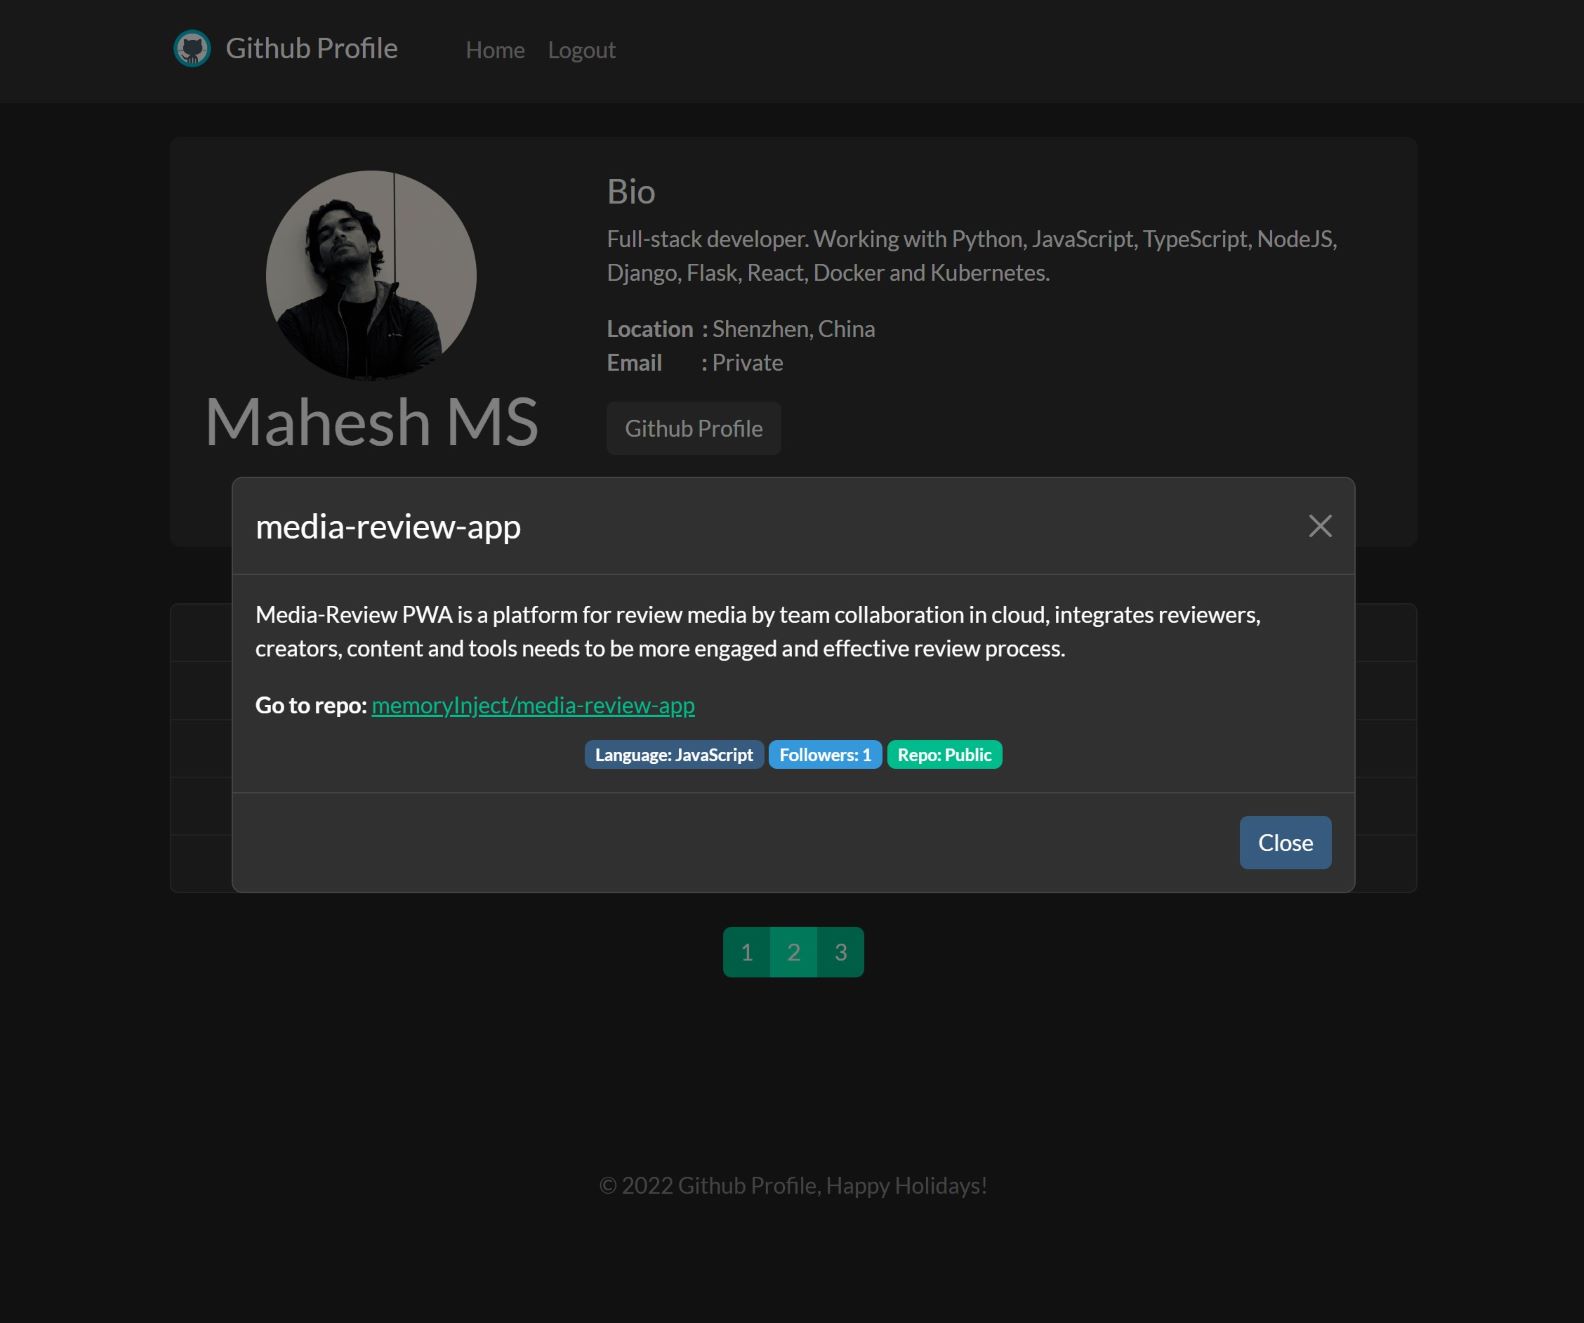 Github Profile
Home
Logout
Bio
Full-stack developer. Working with Python, JavaScript, TypeScript, NodeJS,
Django, Flask, React, Docker and Kubernetes.
Location : Shenzhen, China
Email : Private
Mahesh MS
Github Profile
media-review-app
Media-Review PWA is a platform for review media by team collaboration in cloud, integrates reviewers,
creators, content and tools needs to be more engaged and effective review process.
Go to repo: memoryInject/media-review-app
Language: JavaScript Followers: 1 Repo: Public
Close
1 2 3
© 2022 Github Profile, Happy Holidays!